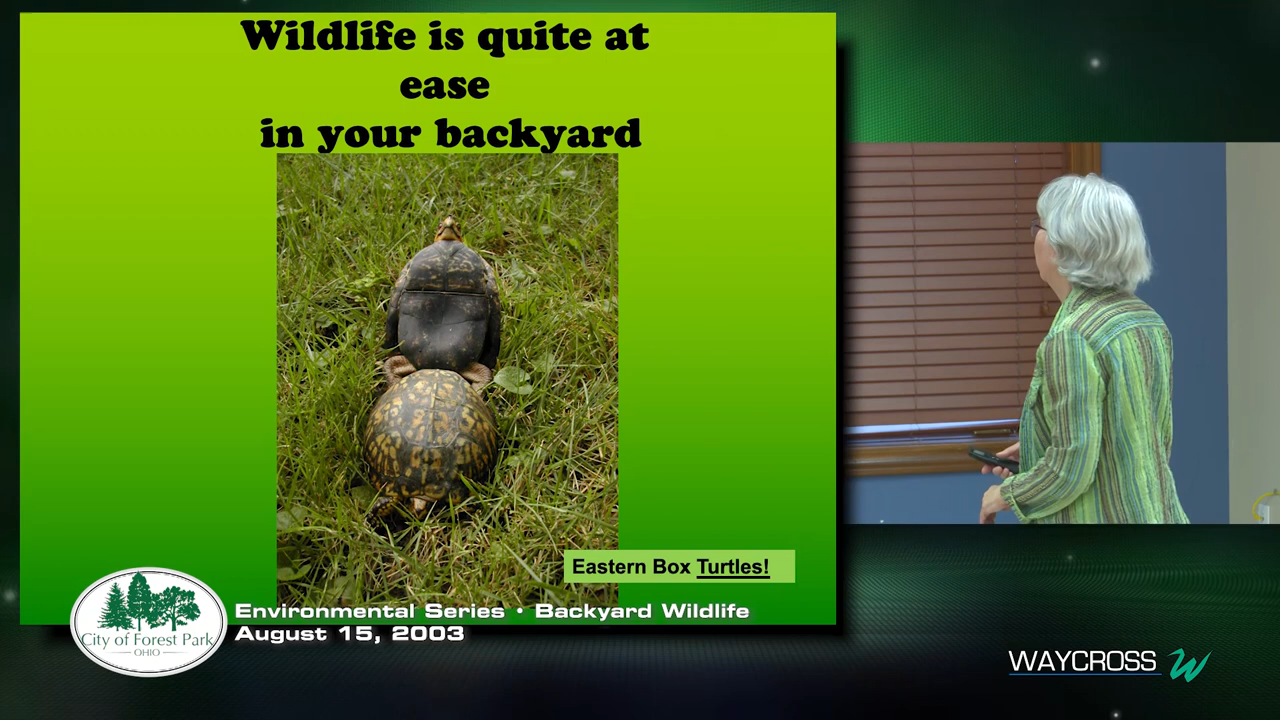 Wildlife is quite at
ease
in your backyard
Eastern Box Turtles!
City of Forest Park
OHIO
Environmental Series • Backyard Wildlife
August 15, 2003
WAYCROSS